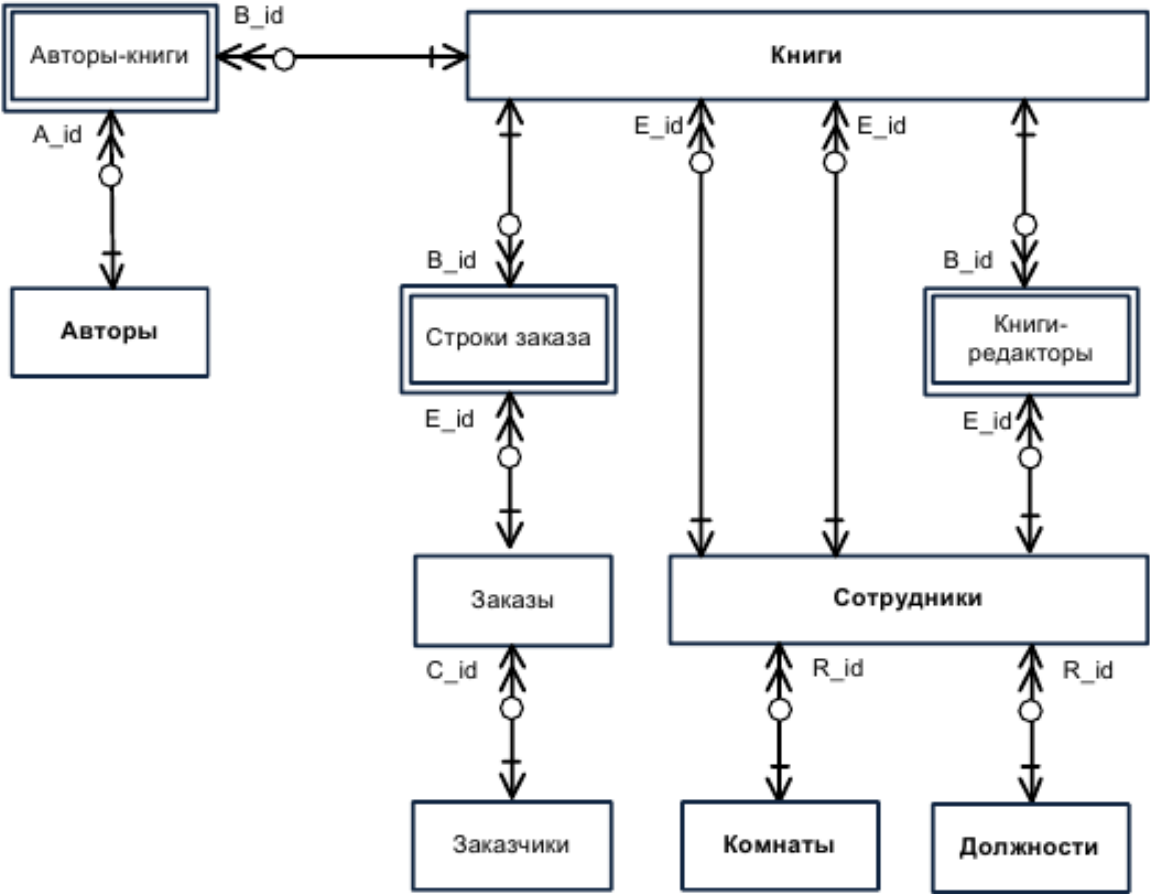 B_id
Авторы-книги
Книги
A_id
E_id
E_id
B_id
B_id
Авторы
Строки заказа
Книги-
редакторы
E_id
E_id
Заказы
Сотрудники
C_id
R_id
R_id
Заказчики
Комнаты
Должности